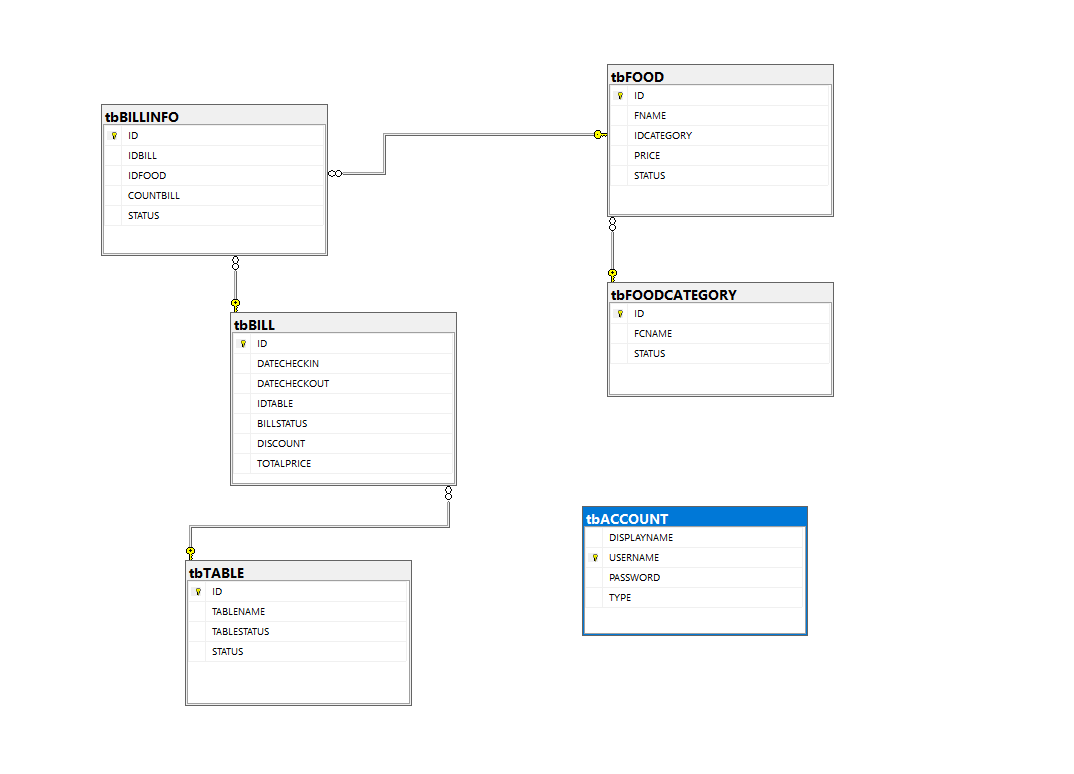 tbBILLINFO
ID
IDBILL
IDFOOD
COUNTBILL
STATUS
tbFOOD
ID
FNAME
IDCATEGORY
PRICE
STATUS
tbFOODCATEGORY
ID
FCNAME
STATUS
tbBILL
ID
DATECHECKIN
DATECHECKOUT
IDTABLE
BILLSTATUS
DISCOUNT
TOTALPRICE
tbACCOUNT
DISPLAYNAME
USERNAME
PASSWORD
TYPE
tbTABLE
ID
TABLENAME
TABLESTATUS
STATUS